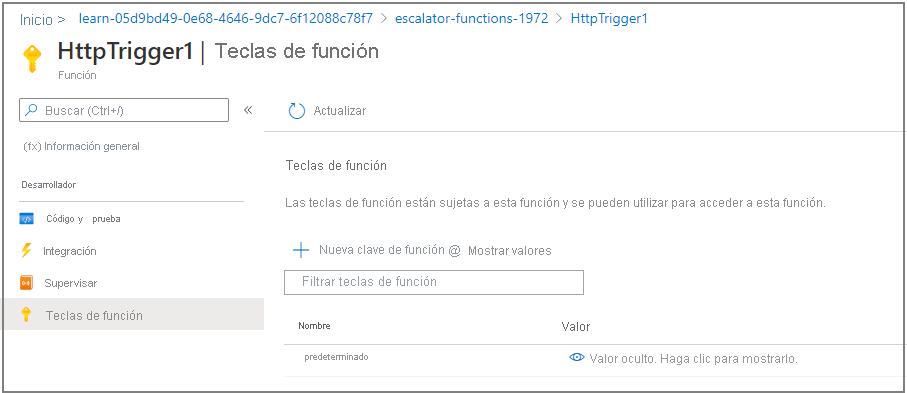 Inicio > learn-05d9bd49-0e68-4646-9dc7-6f12088c78f7 > escalator-functions-1972 > HttpTrigger1
HttpTrigger1 | Teclas de función
Función
Buscar (Ctrl+/)
«
Actualizar
(fx) Información general
Desarrollador
Código y prueba
Integración
Supervisar
Teclas de función
Teclas de función
Las teclas de función están sujetas a esta función y se pueden utilizar para acceder a esta función.
Nueva clave de función @ Mostrar valores
Filtrar teclas de función
Nombre Valor
predeterminado Valor oculto. Haga clic para mostrarlo.